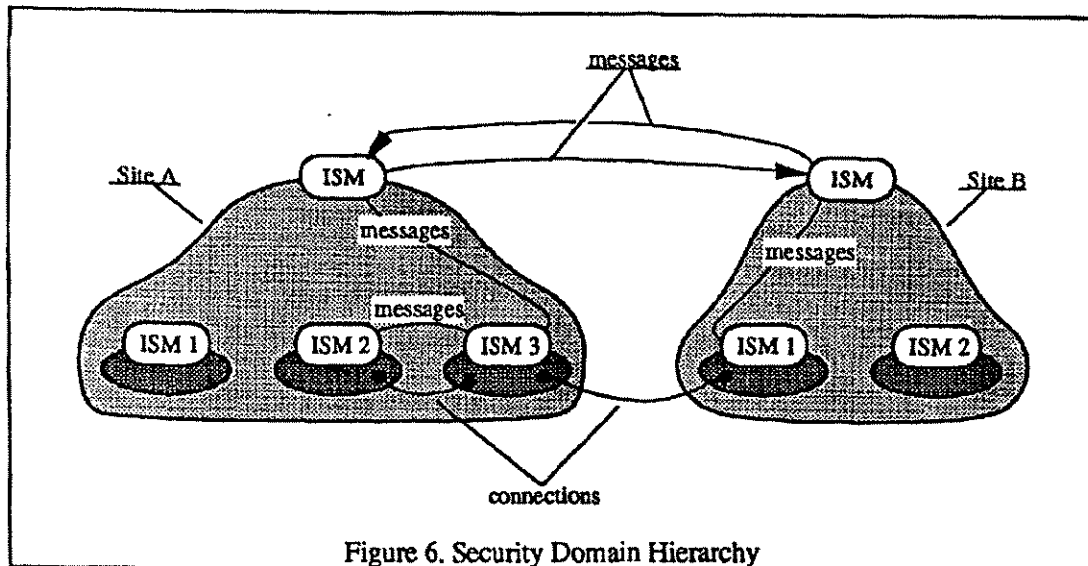 messages
Site A
ISM
ISM
Site B
messages
messages
messages
ISM 1
ISM 2
ISM 3
ISM 1
ISM 2
connections
Figure 6. Security Domain Hierarchy